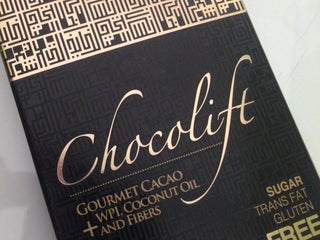 Chocolift
GOURMET CACAO
+ WPI, COCONUT OIL
AND FIBERS
SUGAR
TRANS FAT
GLUTEN
FREE